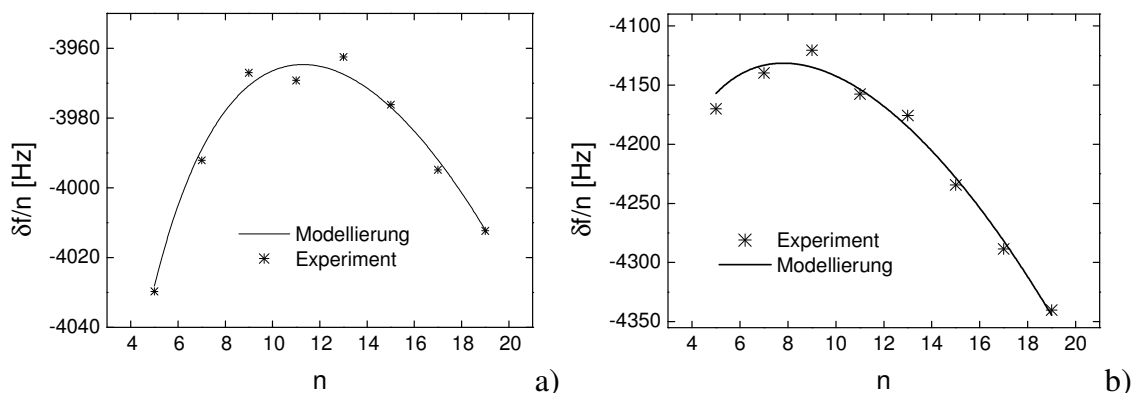 -3960
-3980
-4000
-4020
-4040
δf/n [Hz]
Modellierung
Experiment
4 6 8 10 12 14 16 18 20
n
a)
-4100
-4150
-4200
-4250
-4300
-4350
δf/n [Hz]
Experiment
Modellierung
4 6 8 10 12 14 16 18 20
n
b)